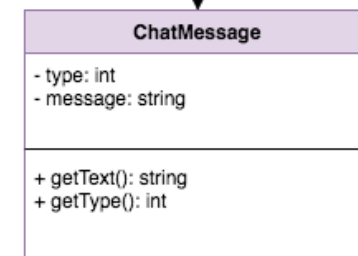 ChatMessage
- type: int
- message: string
+ getText(): string
+ getType(): int